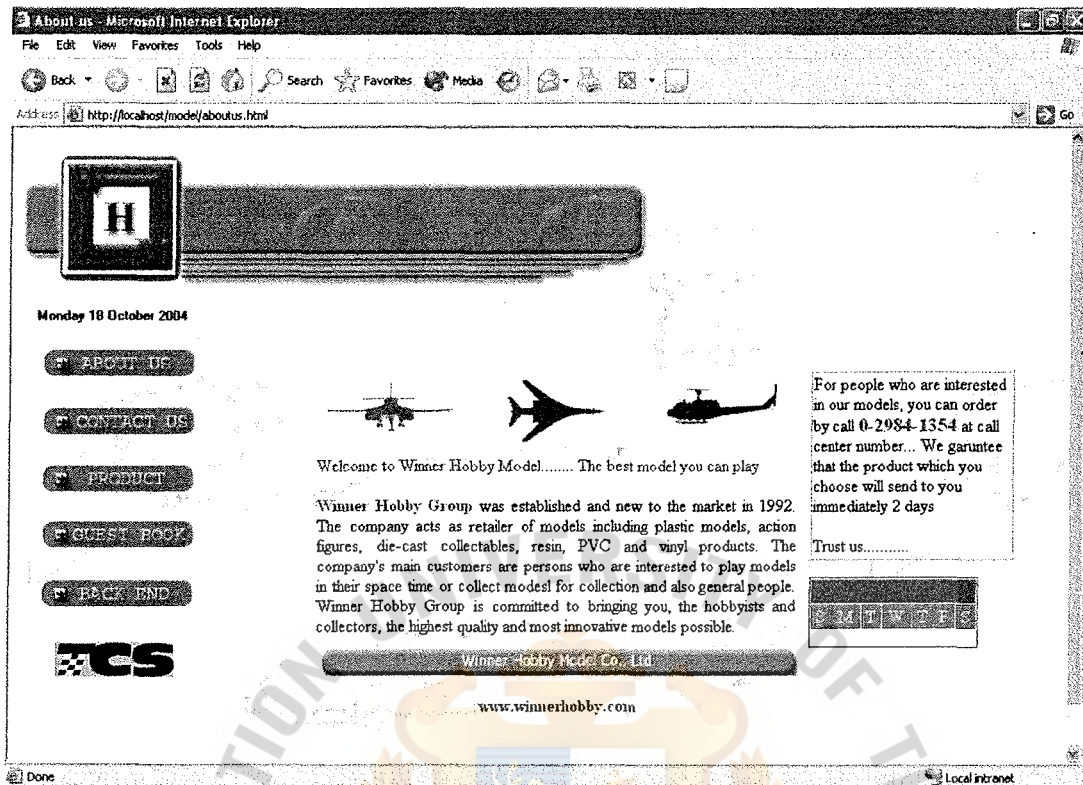 About us - Microsoft Internet Explorer
File Edit View Favorites Tools Help
Back Search Favorites Media
Address http://localhost/model/aboutus.html Go
H
Monday 18 October 2004
ABOUT US
CONTACT US
PRODUCT
GUEST BOOK
BACK END
TCS
Welcome to Winner Hobby Model........ The best model you can play
Winner Hobby Group was established and new to the market in 1992.
The company acts as retailer of models including plastic models, action
figures, die-cast collectables, resin, PVC and vinyl products. The
company's main customers are persons who are interested to play models
in their space time or collect modesl for collection and also general people.
Winner Hobby Group is committed to bringing you, the hobbyists and
collectors, the highest quality and most innovative models possible.
Winner Hobby Model Co., Ltd
www.winnerhobby.com
For people who are interested
in our models, you can order
by call 0-2984-1354 at call
center number... We garuntee
that the product which you
choose will send to you
immediately 2 days
Trust us...........
S M T W T F S
UNIVERSITY OF
Done Local intranet